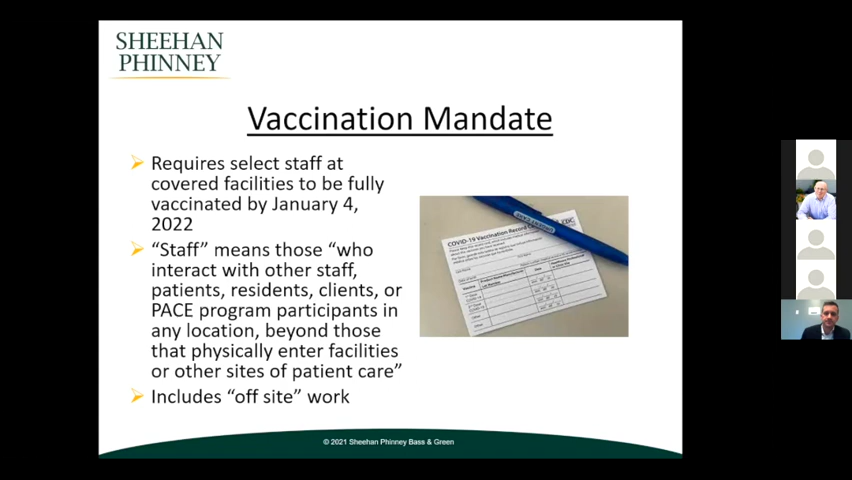 SHEEHAN
PHINNEY
Vaccination Mandate
Requires select staff at
covered facilities to be fully
vaccinated by January 4,
2022
“Staff” means those “who
interact with other staff,
patients, residents, clients, or
PACE program participants in
any location, beyond those
that physically enter facilities
or other sites of patient care”
Includes “off site” work
COVID-19 Vaccination Record
CDC
Vaccine
Other
Other
© 2021 Sheehan Phinney Bass & Green